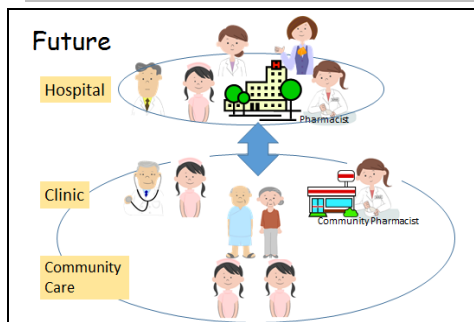 Future
Hospital
H
Pharmacist
Clinic
Community Pharmacist
Community
Care